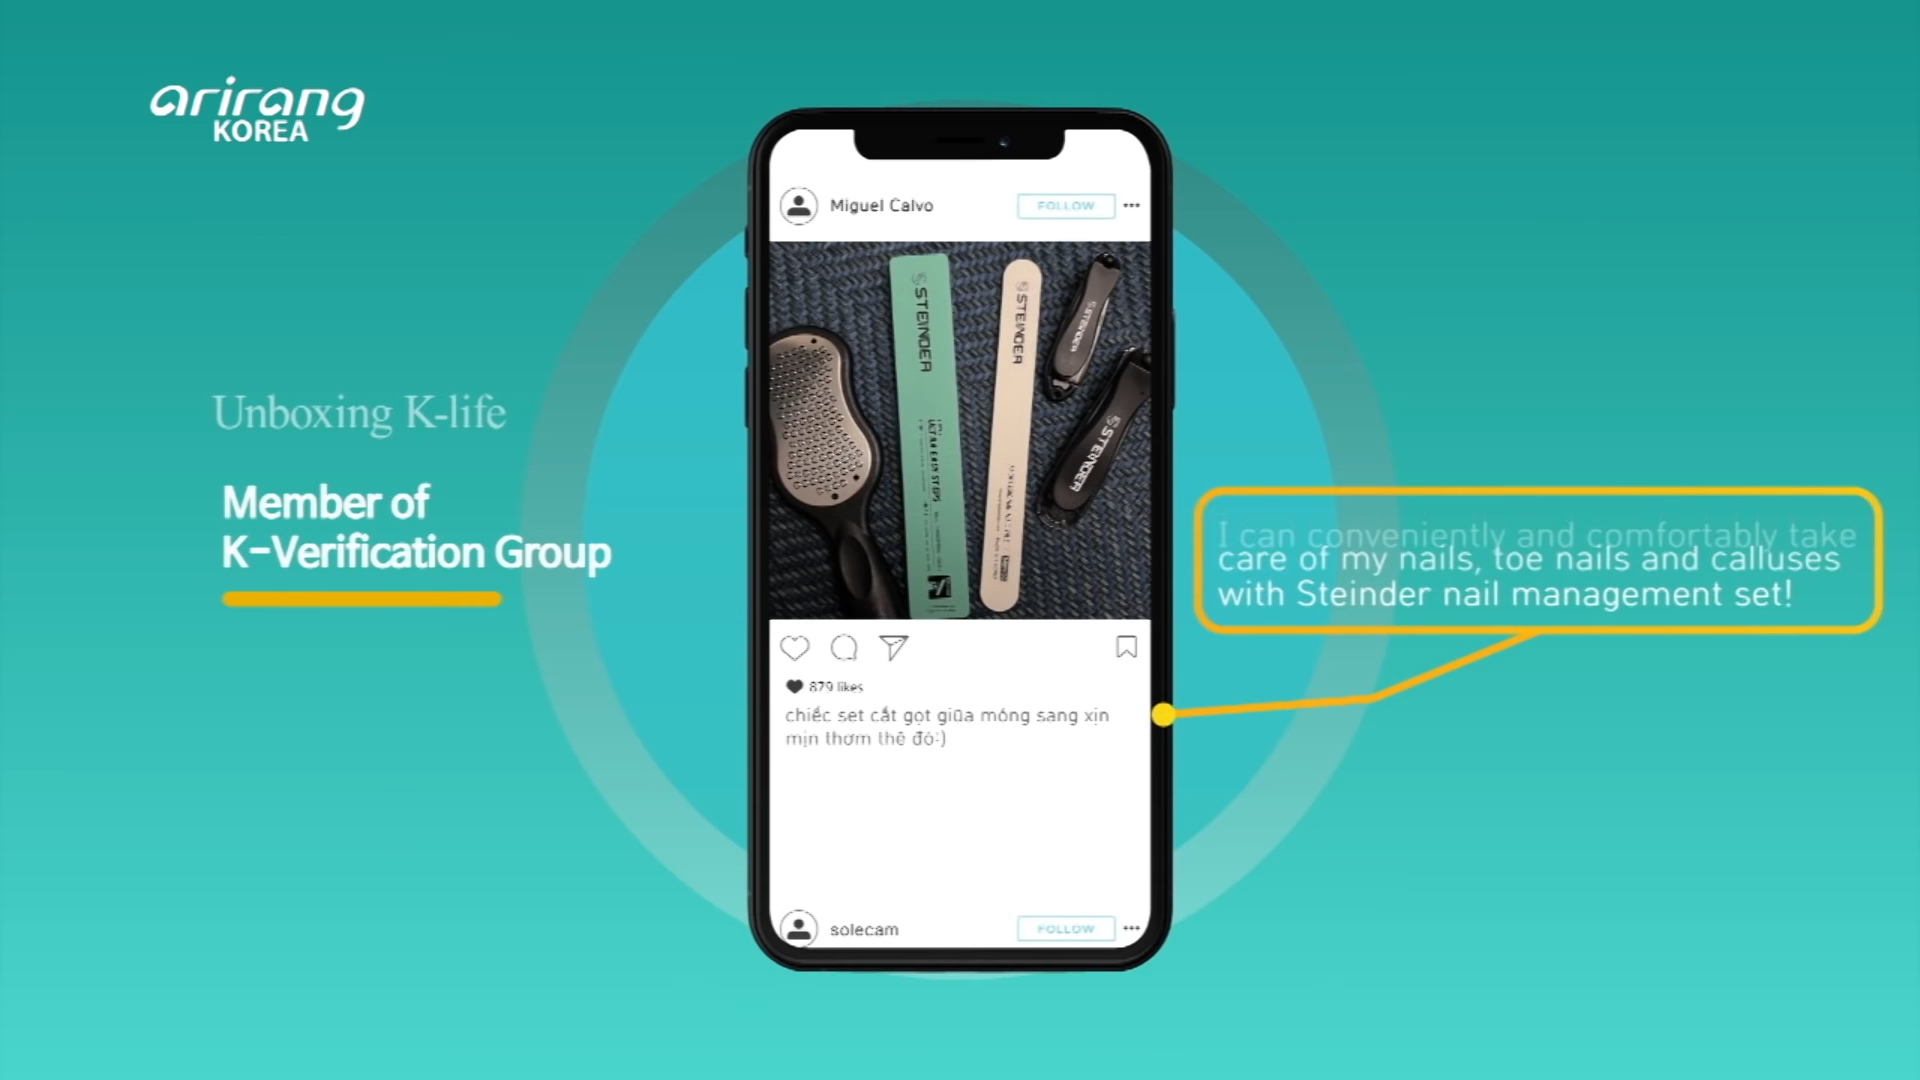 arirang
KOREA
Unboxing K-life
Member of
K-Verification Group
Miguel Calvo
FOLLOW
STEINDER
STEINDER
STEINDER
STEINDER
879 likes
chiếc set cắt gọt giũa móng sang xịn
mịn thơm thế đó:)
solecam
FOLLOW
I can conveniently and comfortably take
care of my nails, toe nails and calluses
with Steinder nail management set!